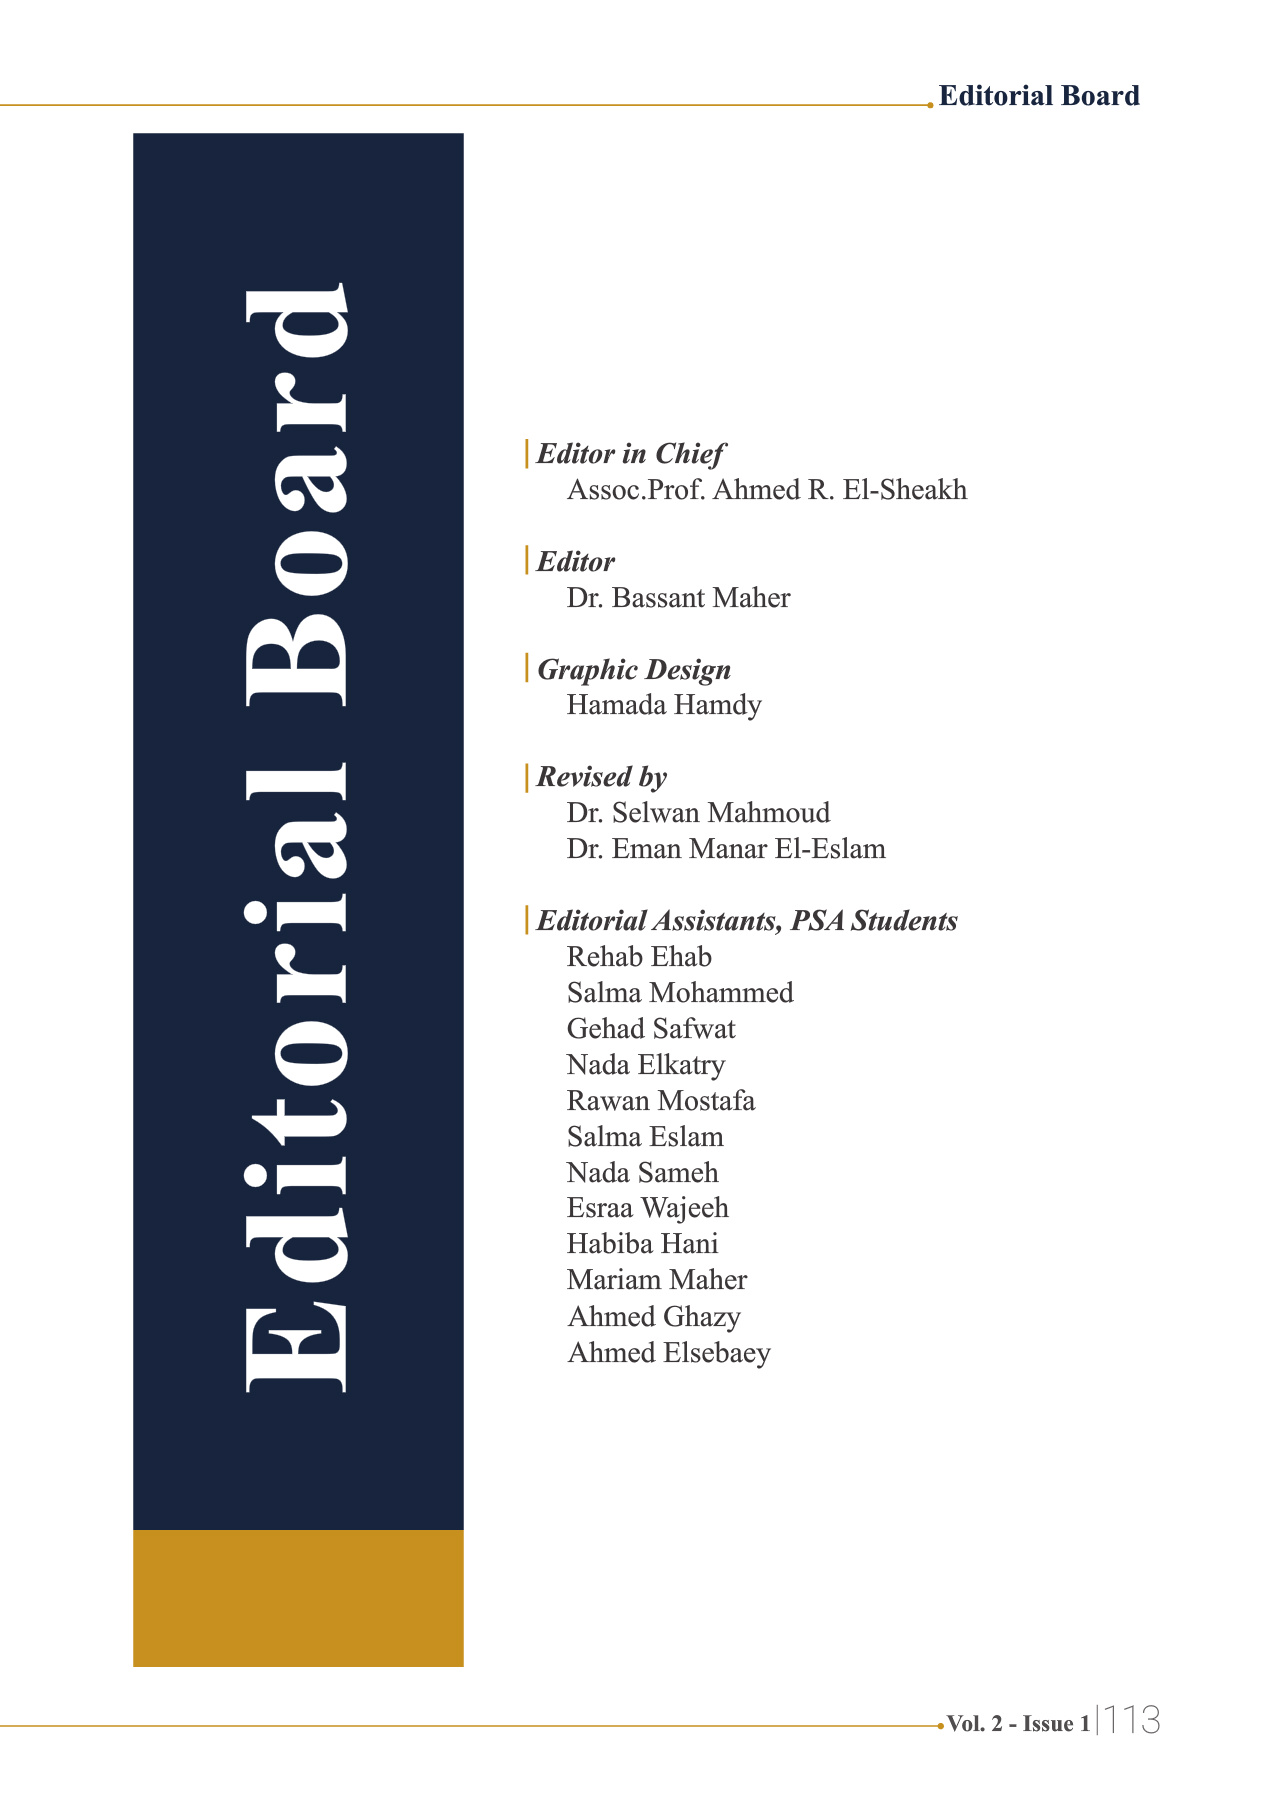 Editorial Board
Editorial Board
Editor in Chief
Assoc.Prof. Ahmed R. El-Sheakh
Editor
Dr. Bassant Maher
Graphic Design
Hamada Hamdy
Revised by
Dr. Selwan Mahmoud
Dr. Eman Manar El-Eslam
Editorial Assistants, PSA Students
Rehab Ehab
Salma Mohammed
Gehad Safwat
Nada Elkatry
Rawan Mostafa
Salma Eslam
Nada Sameh
Esraa Wajeeh
Habiba Hani
Mariam Maher
Ahmed Ghazy
Ahmed Elsebaey
Vol. 2 - Issue 1 |113